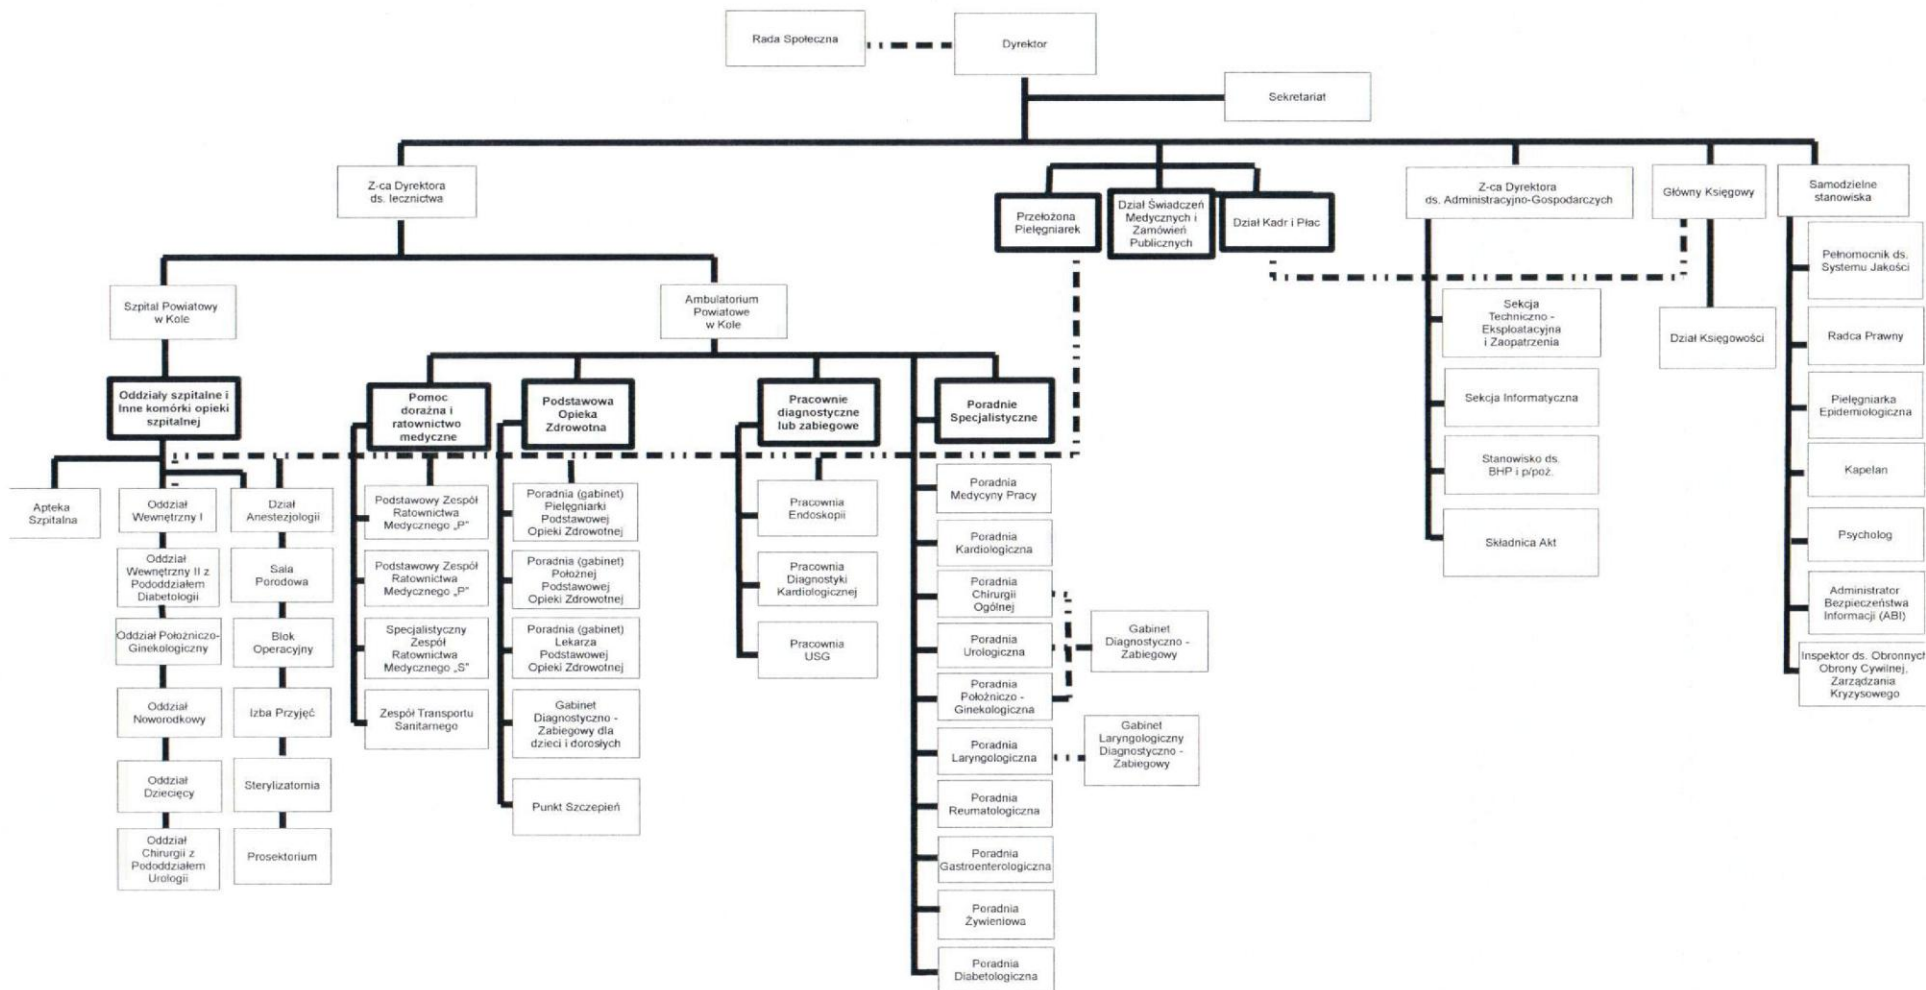 Rada Społeczna
Dyrektor
Sekretariat
Z-ca Dyrektora
ds. lecznictwa
Przełożona
Pielęgniarek
Dział Świadczeń
Medycznych i
Zamówień
Publicznych
Dział Kadr i Płac
Z-ca Dyrektora
ds. Administracyjno-Gospodarczych
Główny Księgowy
Samodzielne
stanowiska
Szpital Powiatowy
w Kole
Ambulatorium
Powiatowe
w Kole
Oddziały szpitalne i
Inne komórki opieki
szpitalnej
Pomoc
doraźna i
ratownictwo
medyczne
Podstawowa
Opieka
Zdrowotna
Pracownie
diagnostyczne
lub zabiegowe
Poradnie
Specjalistyczne
Apteka
Szpitalna
Oddział
Wewnętrzny I
Oddział
Wewnętrzny II z
Pododdziałem
Diabetologii
Oddział Położniczo-
Ginekologiczny
Oddział
Noworodkowy
Oddział
Dziecięcy
Oddział
Chirurgii z
Pododdziałem
Urologii
Dział
Anestezjologii
Sala
Porodowa
Blok
Operacyjny
Izba Przyjęć
Sterylizatornia
Prosektorium
Podstawowy Zespół
Ratownictwa
Medycznego „P"
Podstawowy Zespół
Ratownictwa
Medycznego „P"
Specjalistyczny
Zespół
Ratownictwa
Medycznego „S"
Zespół Transportu
Sanitarnego
Poradnia (gabinet)
Pielęgniarki
Podstawowej
Opieki Zdrowotnej
Poradnia (gabinet)
Położnej
Podstawowej
Opieki Zdrowotnej
Poradnia (gabinet)
Lekarza
Podstawowej
Opieki Zdrowotnej
Gabinet
Diagnostyczno -
Zabiegowy dla
dzieci i dorosłych
Punkt Szczepień
Pracownia
Endoskopii
Pracownia
Diagnostyki
Kardiologicznej
Pracownia
USG
Poradnia
Medycyny Pracy
Poradnia
Kardiologiczna
Poradnia
Chirurgii
Ogólnej
Poradnia
Urologiczna
Poradnia
Położniczo -
Ginekologiczna
Poradnia
Laryngologiczna
Poradnia
Reumatologiczna
Poradnia
Gastroenterologiczna
Poradnia
Żywieniowa
Poradnia
Diabetologiczna
Gabinet
Diagnostyczno -
Zabiegowy
Gabinet
Laryngologiczny
Diagnostyczno -
Zabiegowy
Sekcja
Techniczno -
Eksploatacyjna
i Zaopatrzenia
Sekcja Informatyczna
Stanowisko ds.
BHP i p/poż.
Składnica Akt
Dział Księgowości
Pełnomocnik ds.
Systemu Jakości
Radca Prawny
Pielęgniarka
Epidemiologiczna
Kapelan
Psycholog
Administrator
Bezpieczeństwa
Informacji (ABI)
Inspektor ds. Obronnych
Obrony Cywilnej,
Zarządzania
Kryzysowego